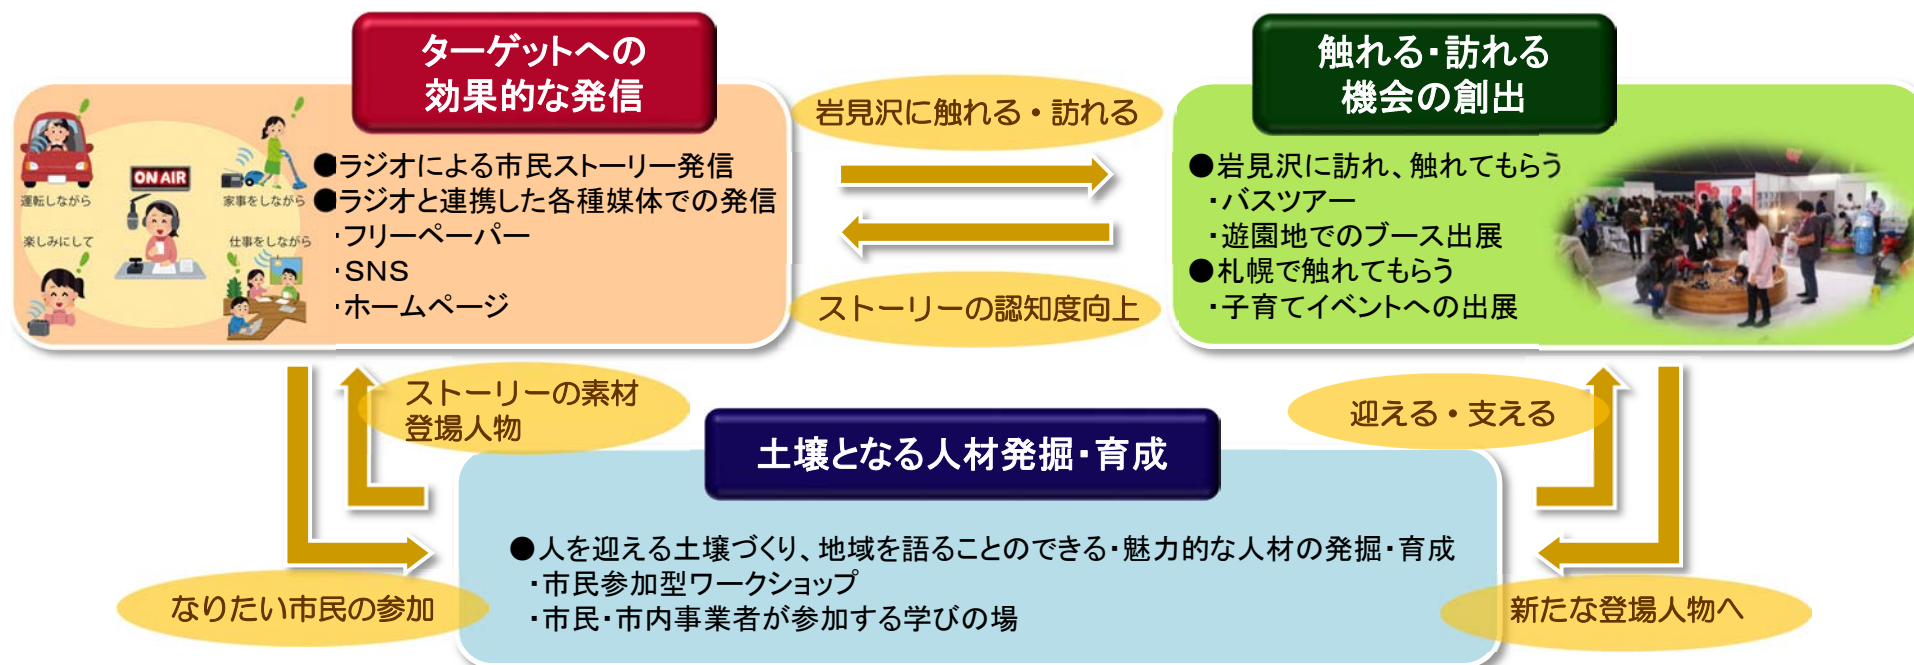 ターゲットへの
効果的な発信
ON AIR
運転しながら
家事をしながら
楽しみにして
仕事をしながら
●ラジオによる市民ストーリー発信
●ラジオと連携した各種媒体での発信
・フリーペーパー
・SNS
・ホームページ
岩見沢に触れる・訪れる
ストーリーの認知度向上
触れる・訪れる
機会の創出
●岩見沢に訪れ、触れてもらう
・バスツアー
・遊園地でのブース出展
●札幌で触れてもらう
・子育てイベントへの出展
ストーリーの素材
登場人物
迎える・支える
土壌となる人材発掘・育成
●人を迎える土壌づくり、地域を語ることのできる・魅力的な人材の発掘・育成
・市民参加型ワークショップ
・市民・市内事業者が参加する学びの場
なりたい市民の参加
新たな登場人物へ